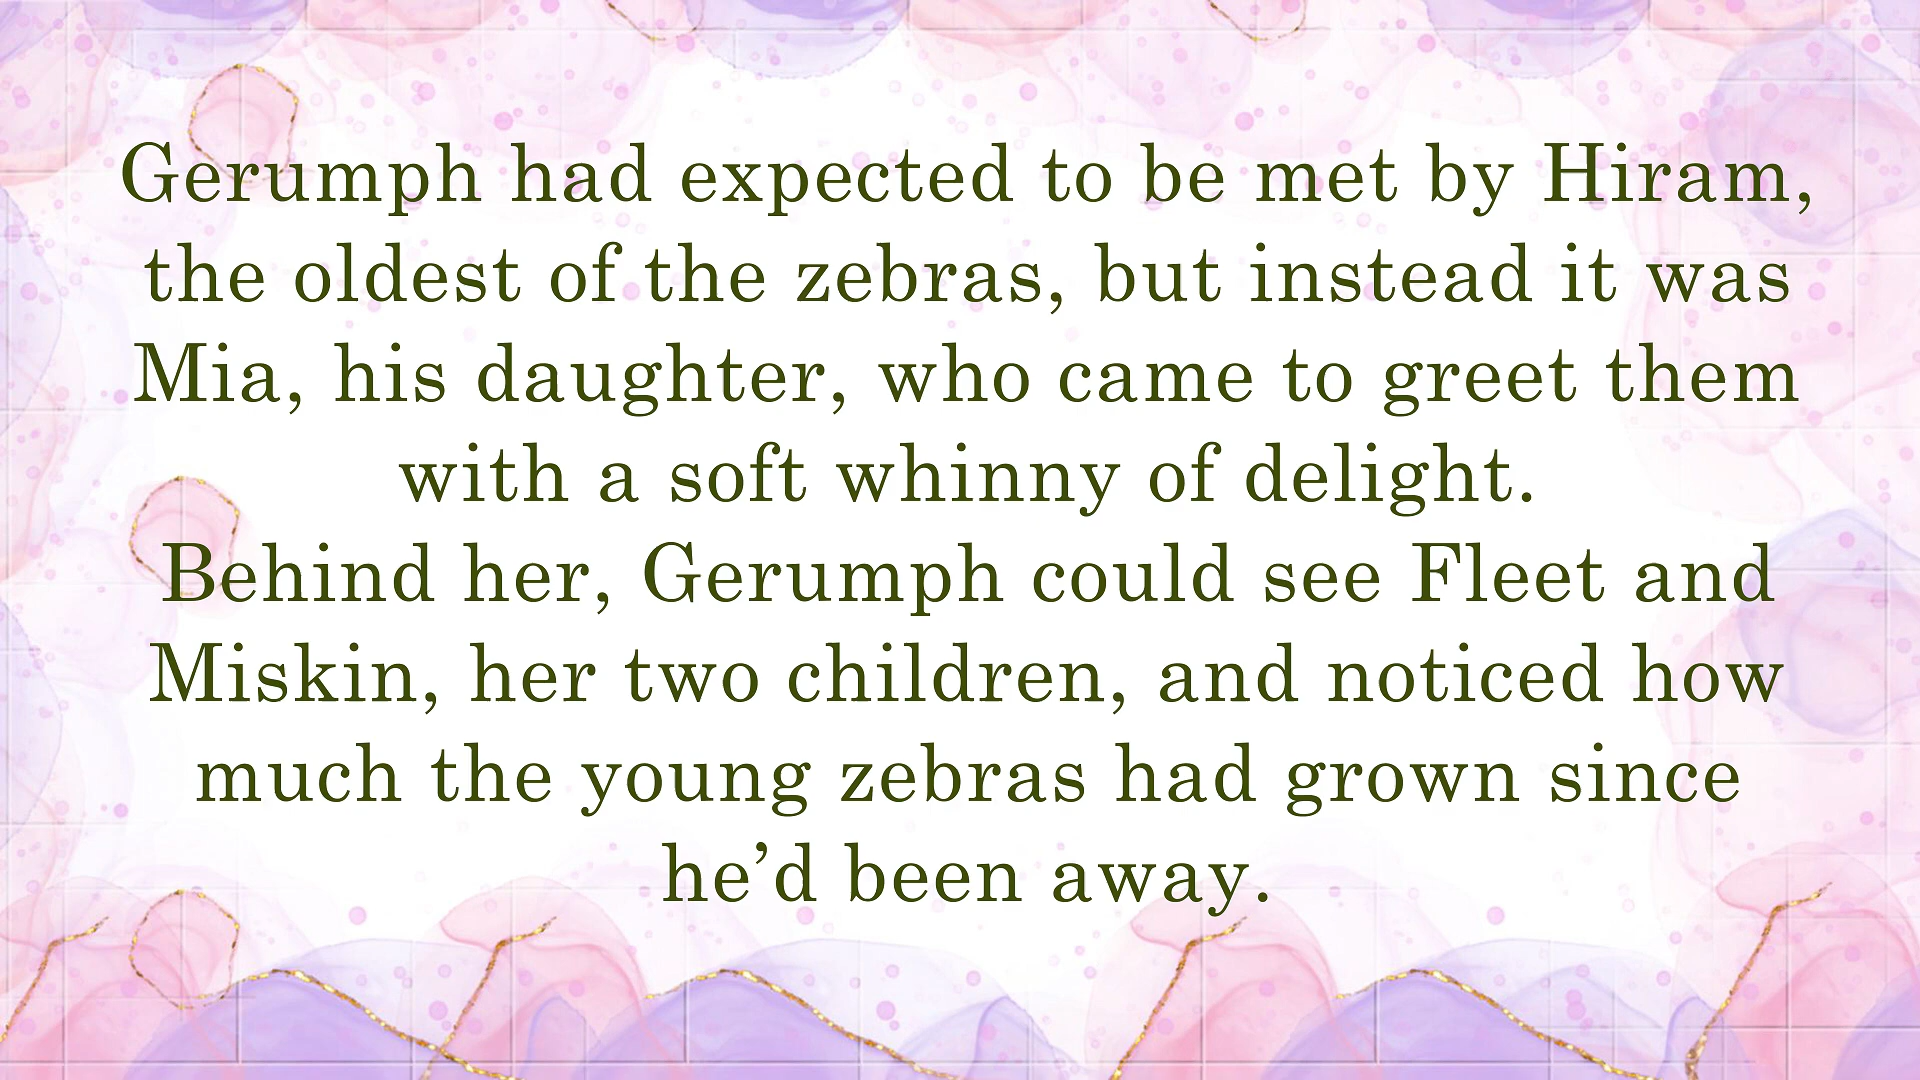 Gerumph had expected to be met by Hiram,
the oldest of the zebras, but instead it was
Mia, his daughter, who came to greet them
with a soft whinny of delight.
Behind her, Gerumph could see Fleet and
Miskin, her two children, and noticed how
much the young zebras had grown since
he’d been away.